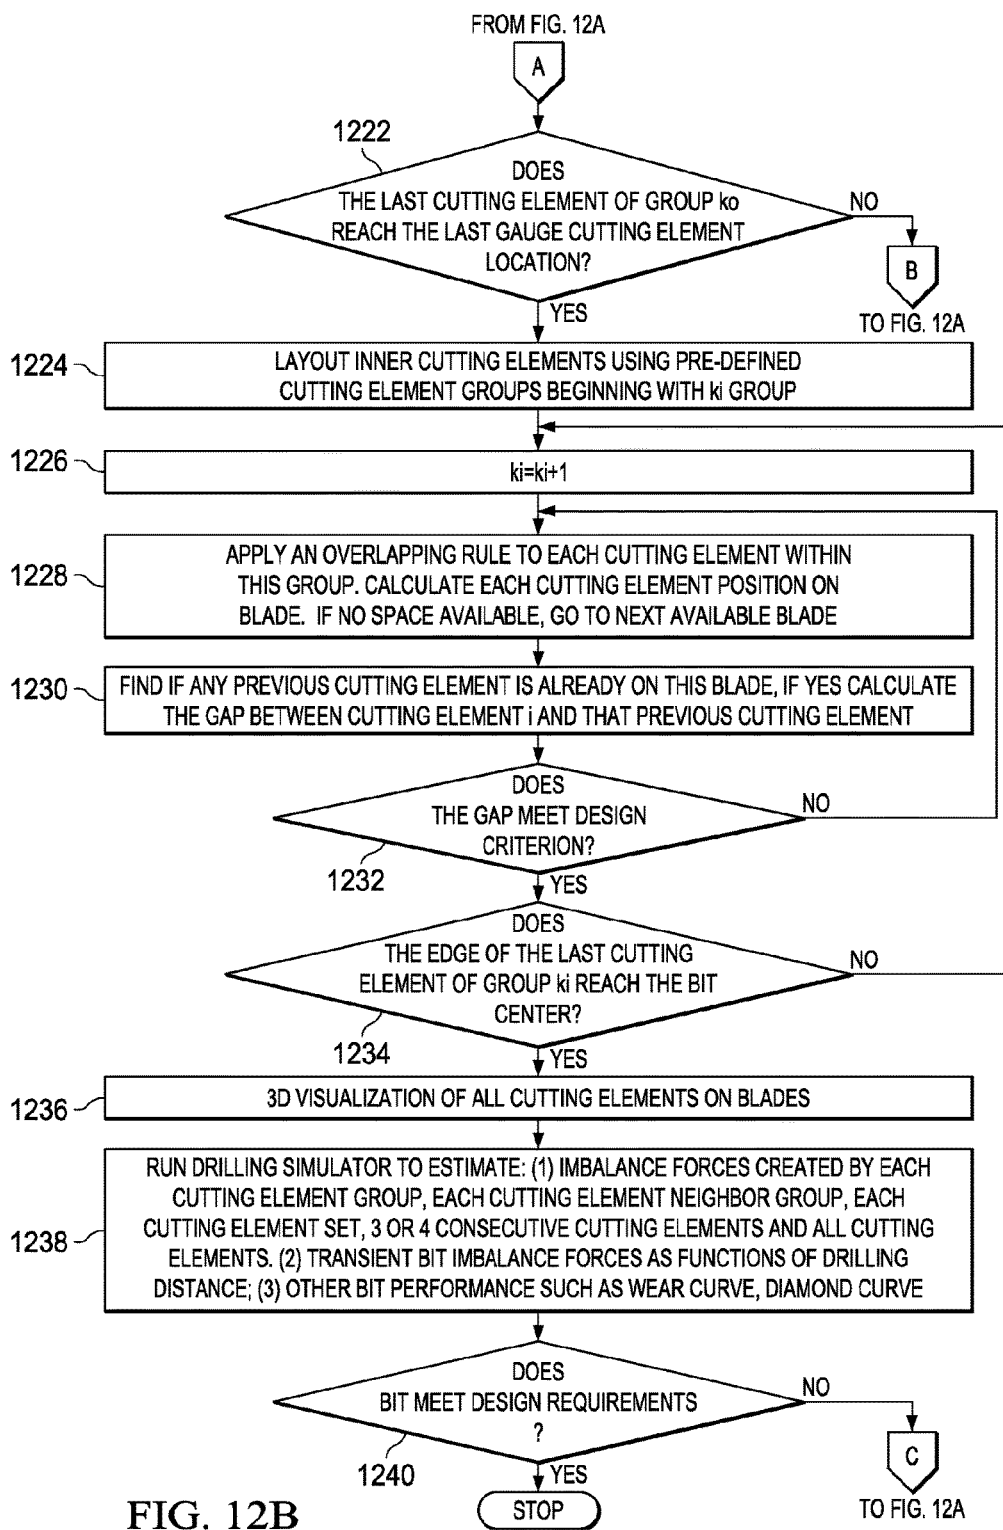 FROM FIG. 12A
A
1222
DOES
THE LAST CUTTING ELEMENT OF GROUP ko
REACH THE LAST GAUGE CUTTING ELEMENT
LOCATION?
NO
B
TO FIG. 12A
YES
1224
LAYOUT INNER CUTTING ELEMENTS USING PRE-DEFINED
CUTTING ELEMENT GROUPS BEGINNING WITH ki GROUP
1226
ki=ki+1
1228
APPLY AN OVERLAPPING RULE TO EACH CUTTING ELEMENT WITHIN
THIS GROUP. CALCULATE EACH CUTTING ELEMENT POSITION ON
BLADE. IF NO SPACE AVAILABLE, GO TO NEXT AVAILABLE BLADE
1230
FIND IF ANY PREVIOUS CUTTING ELEMENT IS ALREADY ON THIS BLADE, IF YES CALCULATE
THE GAP BETWEEN CUTTING ELEMENT i AND THAT PREVIOUS CUTTING ELEMENT
DOES
THE GAP MEET DESIGN
CRITERION?
NO
1232
YES
DOES
THE EDGE OF THE LAST CUTTING
ELEMENT OF GROUP ki REACH THE BIT
CENTER?
NO
1234
YES
1236
3D VISUALIZATION OF ALL CUTTING ELEMENTS ON BLADES
1238
RUN DRILLING SIMULATOR TO ESTIMATE: (1) IMBALANCE FORCES CREATED BY EACH
CUTTING ELEMENT GROUP, EACH CUTTING ELEMENT NEIGHBOR GROUP, EACH
CUTTING ELEMENT SET, 3 OR 4 CONSECUTIVE CUTTING ELEMENTS AND ALL CUTTING
ELEMENTS. (2) TRANSIENT BIT IMBALANCE FORCES AS FUNCTIONS OF DRILLING
DISTANCE; (3) OTHER BIT PERFORMANCE SUCH AS WEAR CURVE, DIAMOND CURVE
DOES
BIT MEET DESIGN REQUIREMENTS
?
NO
1240
YES
C
TO FIG. 12A
STOP
FIG. 12B